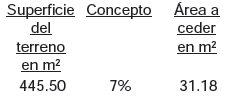 Superficie Concepto Área a
del ceder
terreno en m²
en m²
445.50 7% 31.18